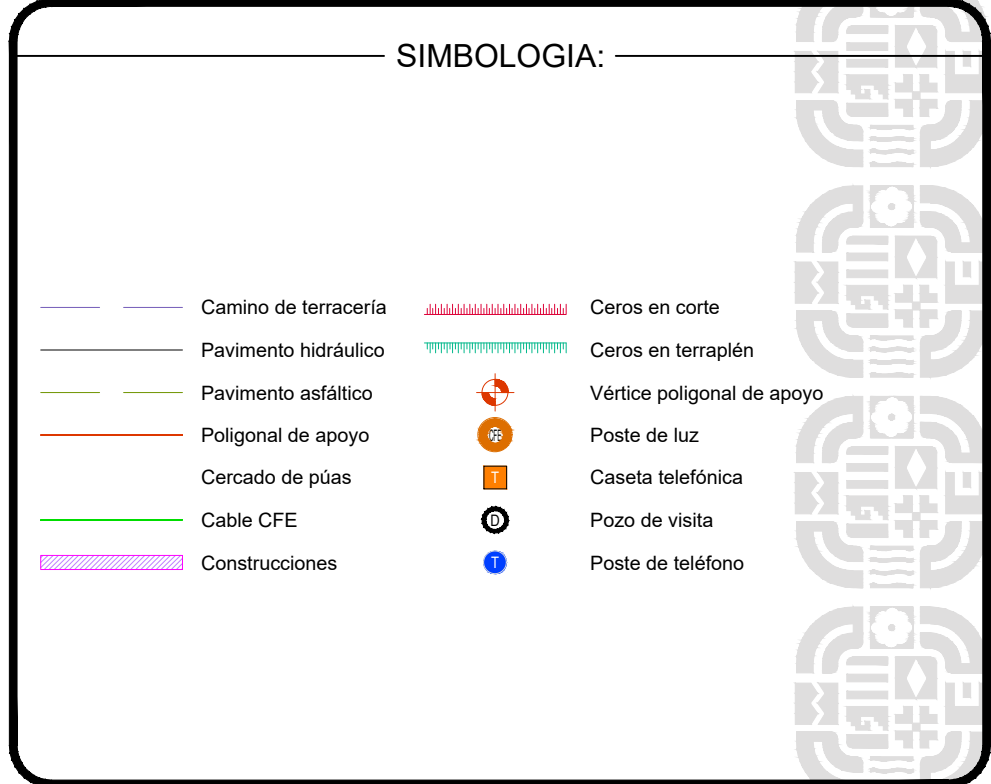 SIMBOLOGIA:
Camino de terracería
Pavimento hidráulico
Pavimento asfáltico
Poligonal de apoyo
Cercado de púas
Cable CFE
Construcciones
Ceros en corte
Ceros en terraplén
Vértice poligonal de apoyo
CFE
Poste de luz
T
Caseta telefónica
D
Pozo de visita
T
Poste de teléfono